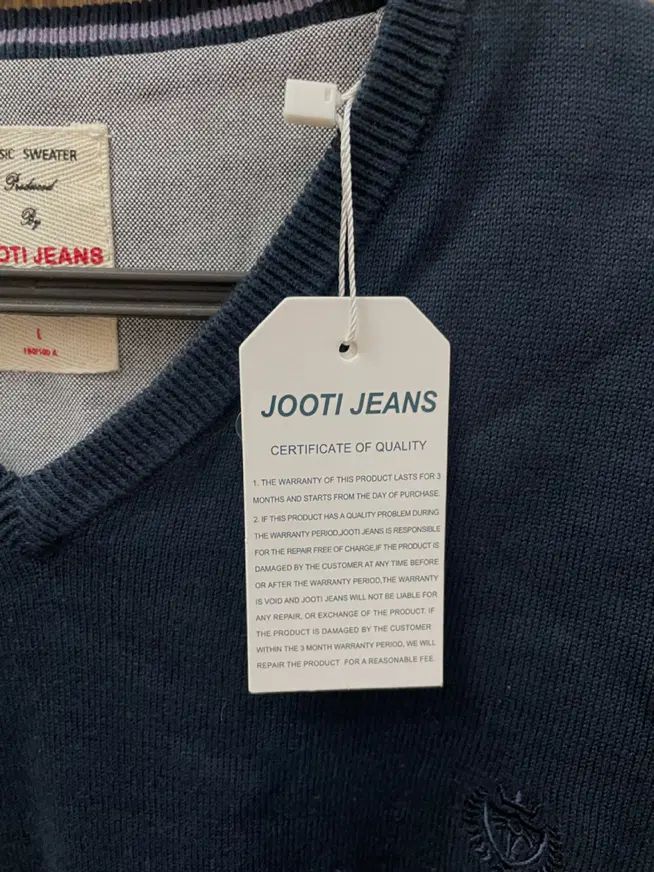 SIC SWEATER
Produced
By
OTI JEANS
L
180/100 A
JOOTI JEANS
CERTIFICATE OF QUALITY
1. THE WARRANTY OF THIS PRODUCT LASTS FOR 3
MONTHS AND STARTS FROM THE DAY OF PURCHASE.
2. IF THIS PRODUCT HAS A QUALITY PROBLEM DURING
THE WARRANTY PERIOD,JOOTI JEANS IS RESPONSIBLE
FOR THE REPAIR FREE OF CHARGE,IF THE PRODUCT IS
DAMAGED BY THE CUSTOMER AT ANY TIME BEFORE
OR AFTER THE WARRANTY PERIOD,THE WARRANTY
IS VOID AND JOOTI JEANS WILL NOT BE LIABLE FOR
ANY REPAIR, OR EXCHANGE OF THE PRODUCT. IF
THE PRODUCT IS DAMAGED BY THE CUSTOMER
WITHIN THE 3 MONTH WARRANTY PERIOD, WE WILL
REPAIR THE PRODUCT FOR A REASONABLE FEE.